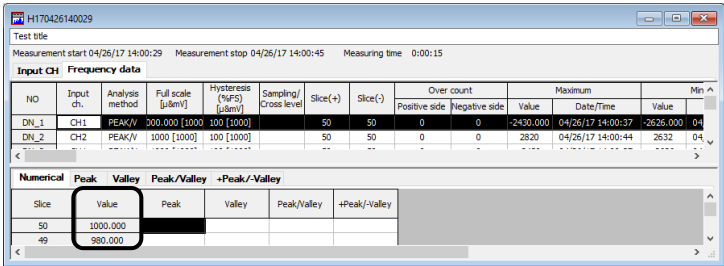 H170426140029
Test title
Measurement start 04/26/17 14:00:29 Measurement stop 04/26/17 14:00:45 Measuring time 0:00:15
Input CH Frequency data
NO Input ch. Analysis method Full scale [µ&mV] Hysteresis (%FS) [µ&mV] Sampling/ Cross level Slice(+) Slice(-) Over count Maximum Min
Positive side Negative side Value Date/Time Value
DN_1 CH1 PEAK/V 000.000 [1000 100 [1000] 50 50 0 0 -2430.000 04/26/17 14:00:37 -2626.000 04
DN_2 CH2 PEAK/V 1000 [1000] 100 [1000] 50 50 0 0 2820 04/26/17 14:00:44 2632 04
Numerical Peak Valley Peak/Valley +Peak/-Valley
Slice Value Peak Valley Peak/Valley +Peak/-Valley
50 1000.000
49 980.000